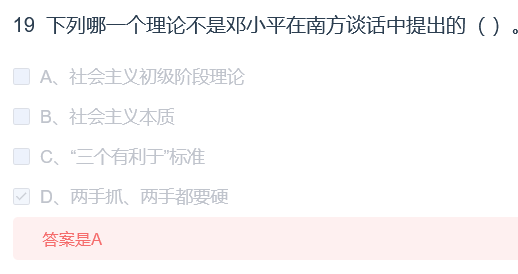 19 下列哪一个理论不是邓小平在南方谈话中提出的（ ）。
A、社会主义初级阶段理论
B、社会主义本质
C、“三个有利于”标准
D、两手抓、两手都要硬
答案是A